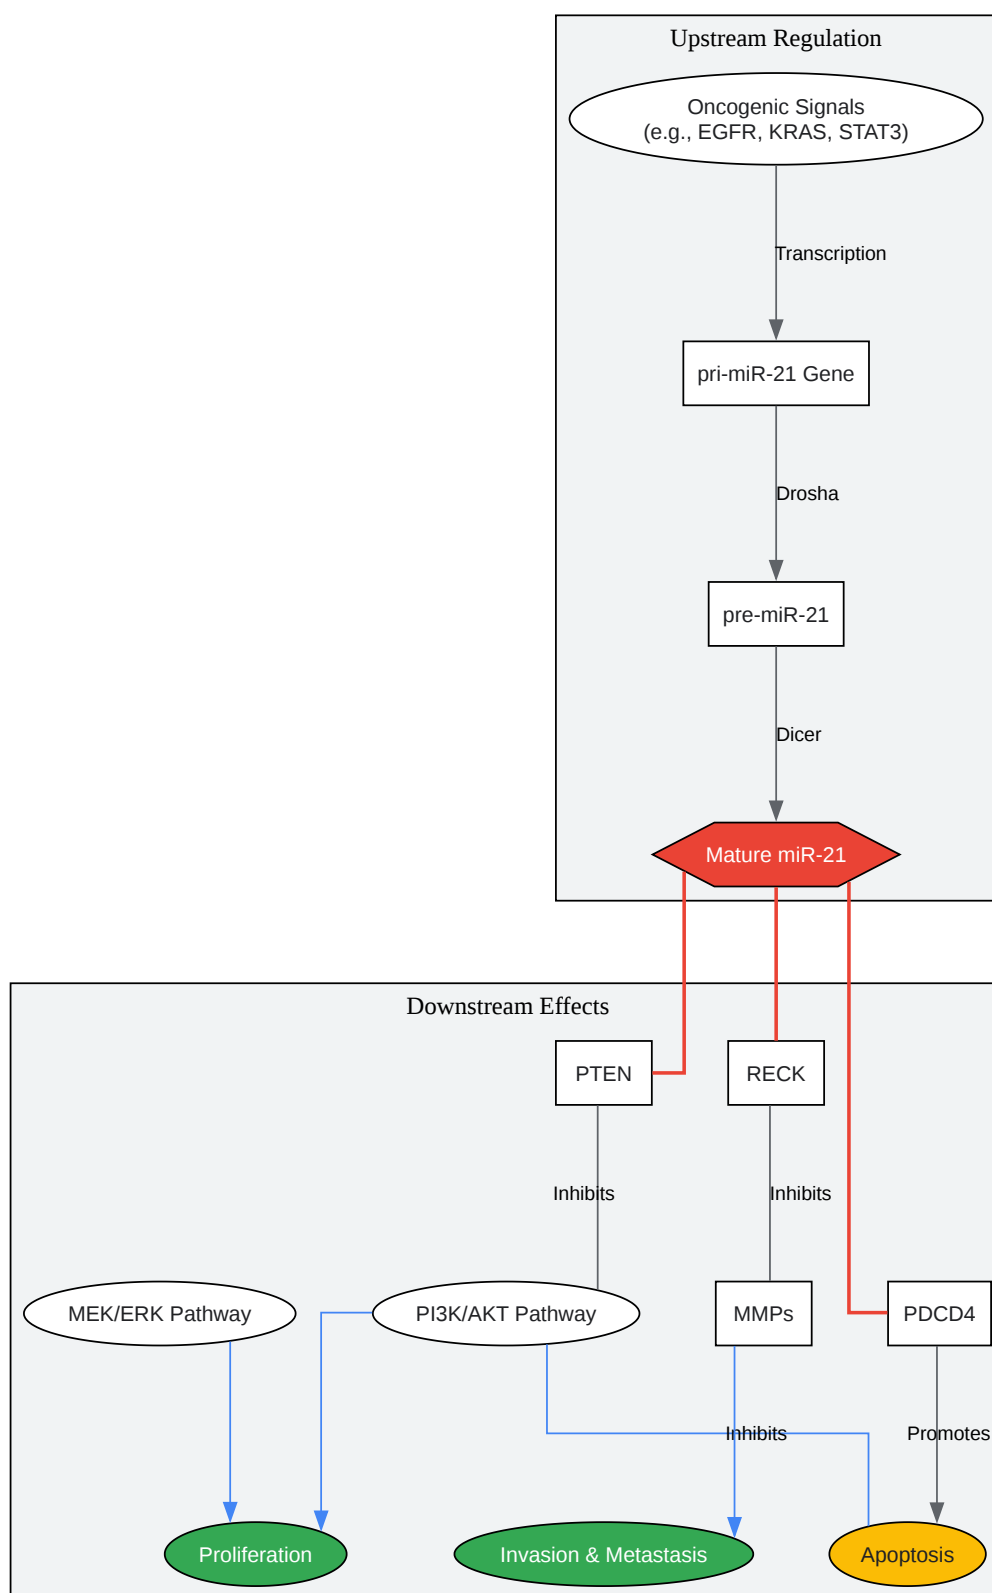 Upstream Regulation
Oncogenic Signals
(e.g., EGFR, KRAS, STAT3)
Transcription
pri-miR-21 Gene
Drosha
pre-miR-21
Dicer
Mature miR-21
Downstream Effects
PTEN
RECK
Inhibits
Inhibits
MEK/ERK Pathway
PI3K/AKT Pathway
MMPs
PDCD4
Inhibits
Promotes
Proliferation
Invasion & Metastasis
Apoptosis